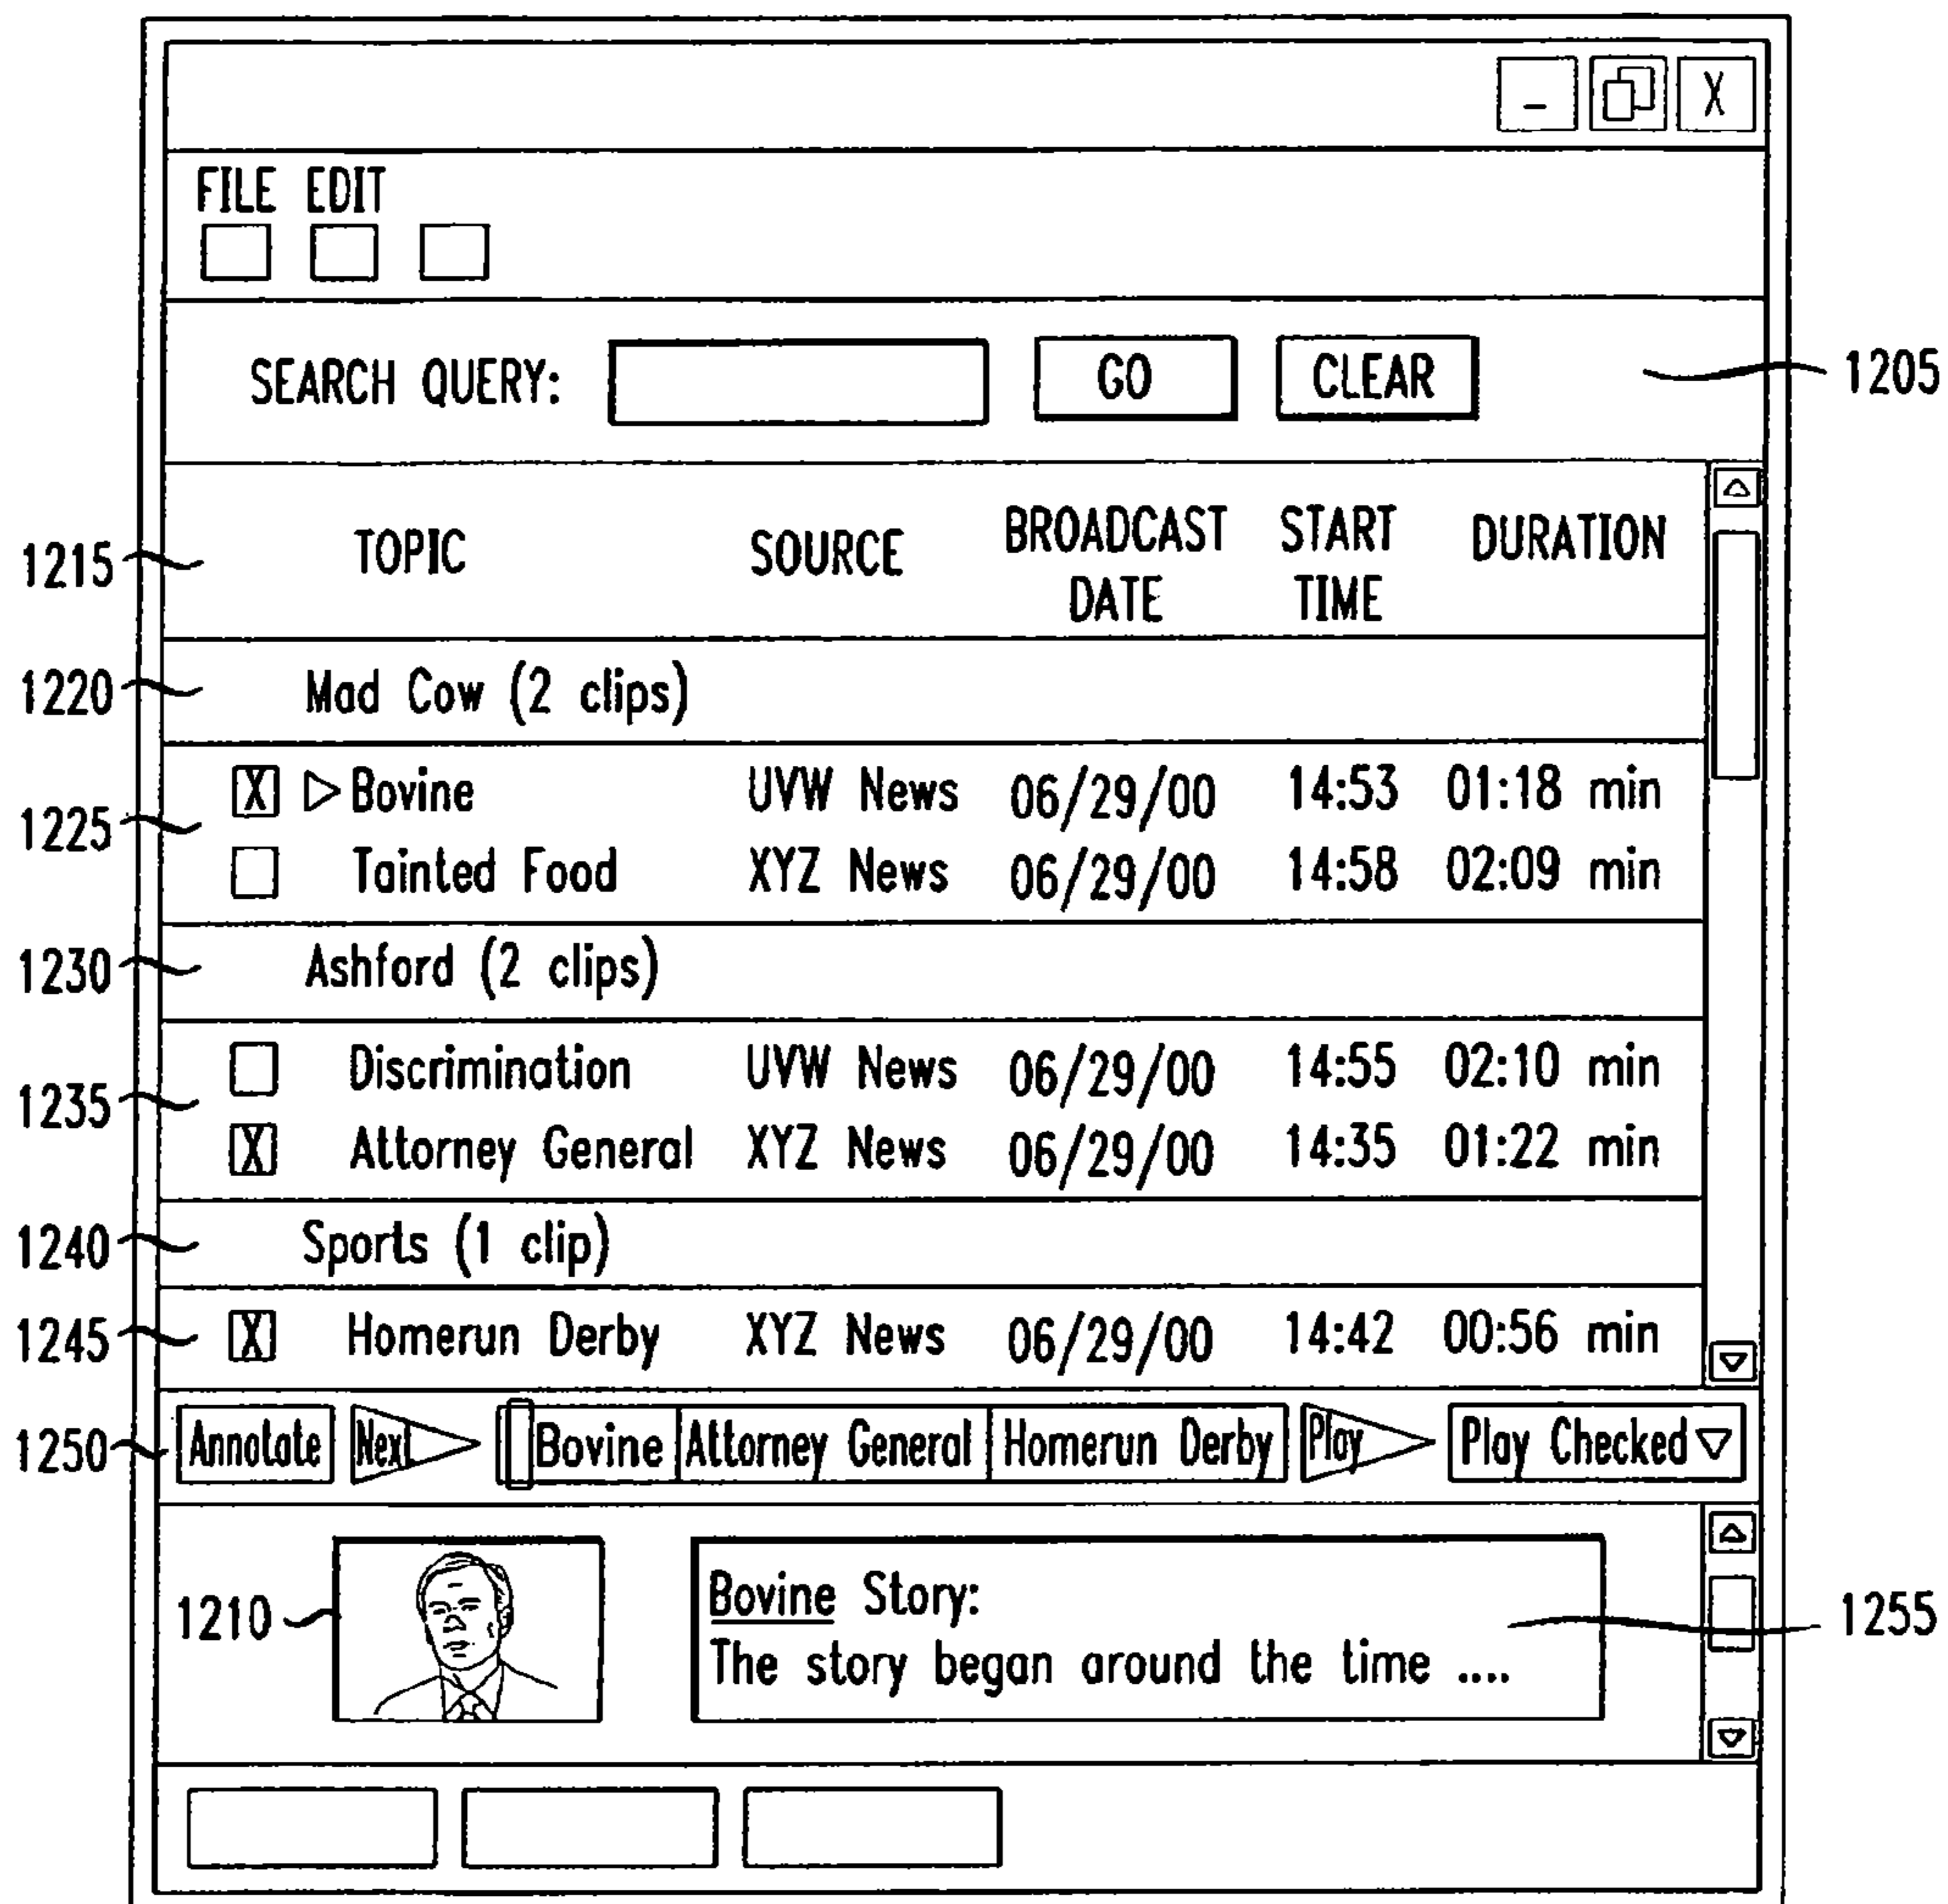 X
FILE EDIT
SEARCH QUERY: GO CLEAR 1205
1215 TOPIC SOURCE BROADCAST DATE START TIME DURATION
1220 Mad Cow (2 clips)
X Bovine UVW News 06/29/00 14:53 01:18 min
1225
Tainted Food XYZ News 06/29/00 14:58 02:09 min
1230 Ashford (2 clips)
Discrimination UVW News 06/29/00 14:55 02:10 min
1235
X Attorney General XYZ News 06/29/00 14:35 01:22 min
1240 Sports (1 clip)
1245 X Homerun Derby XYZ News 06/29/00 14:42 00:56 min
1250 Annotate Next Bovine Attorney General Homerun Derby Play Play Checked
1210
Bovine Story:
The story began around the time ....
1255